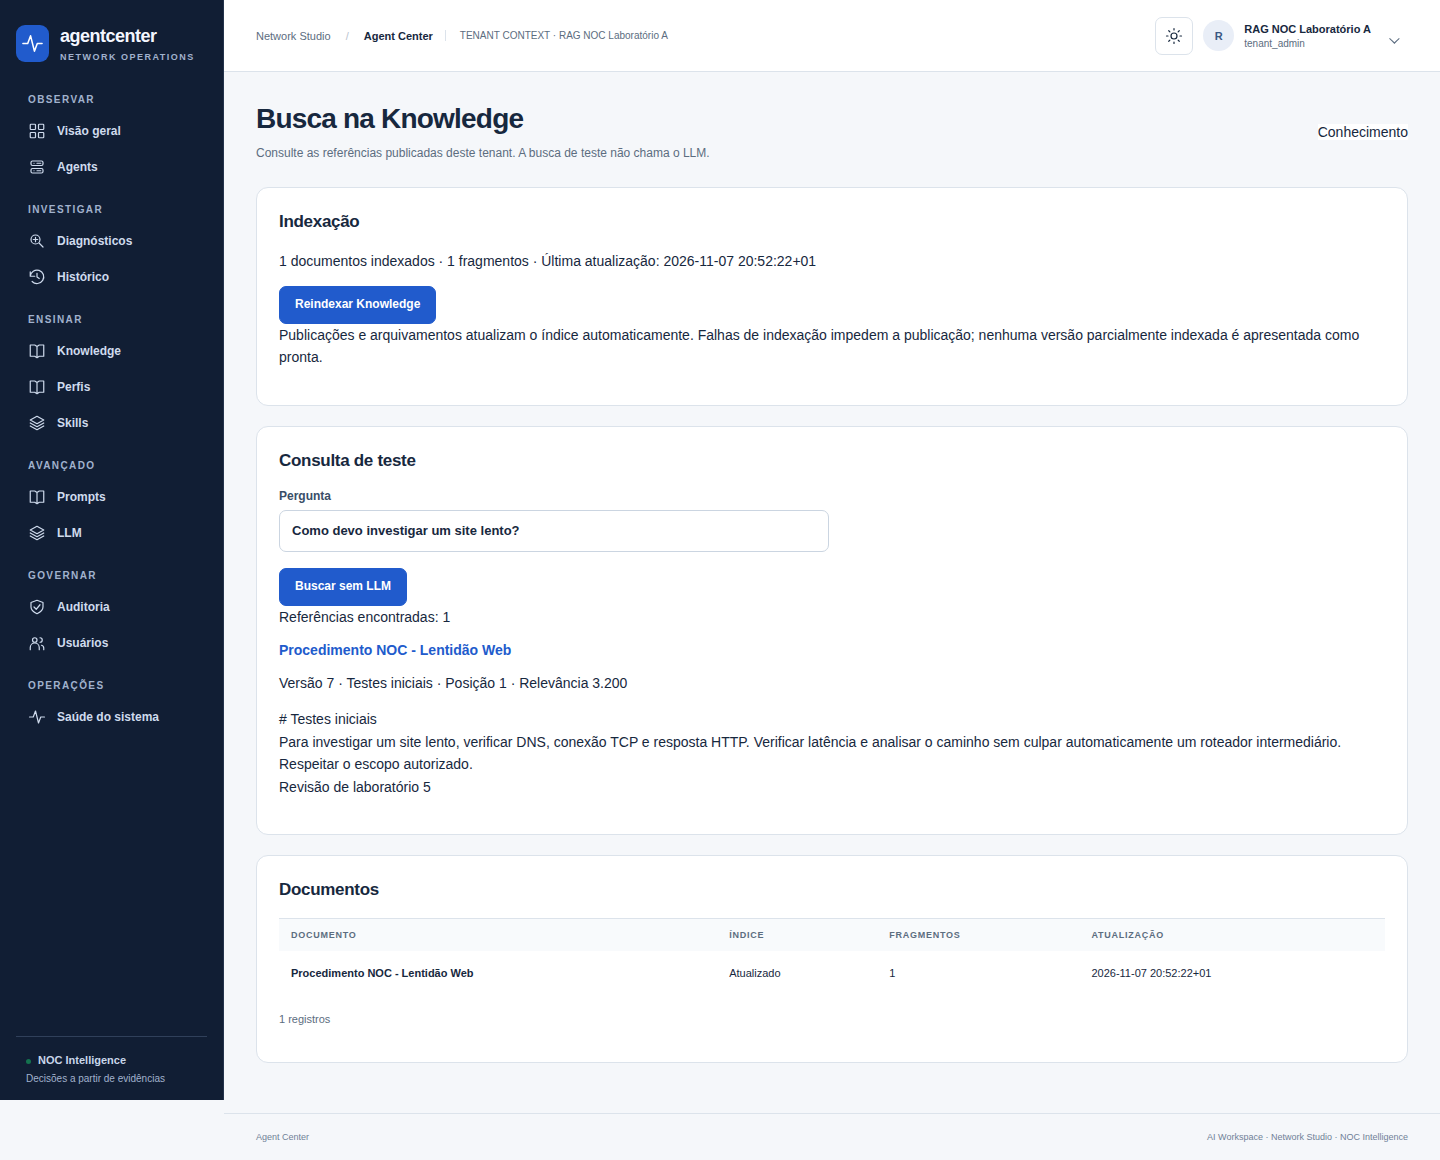 agentcenter
NETWORK OPERATIONS
OBSERVAR
Visão geral
Agents
INVESTIGAR
Diagnósticos
Histórico
ENSINAR
Knowledge
Perfis
Skills
AVANÇADO
Prompts
LLM
GOVERNAR
Auditoria
Usuários
OPERAÇÕES
Saúde do sistema
NOC Intelligence
Decisões a partir de evidências
Network Studio / Agent Center TENANT CONTEXT · RAG NOC Laboratório A
R
RAG NOC Laboratório A
tenant_admin
Busca na Knowledge
Consulte as referências publicadas deste tenant. A busca de teste não chama o LLM.
Conhecimento
Indexação
1 documentos indexados · 1 fragmentos · Última atualização: 2026-11-07 20:52:22+01
Reindexar Knowledge
Publicações e arquivamentos atualizam o índice automaticamente. Falhas de indexação impedem a publicação; nenhuma versão parcialmente indexada é apresentada como
pronta.
Consulta de teste
Pergunta
Como devo investigar um site lento?
Buscar sem LLM
Referências encontradas: 1
Procedimento NOC - Lentidão Web
Versão 7 · Testes iniciais · Posição 1 · Relevância 3.200
# Testes iniciais
Para investigar um site lento, verificar DNS, conexão TCP e resposta HTTP. Verificar latência e analisar o caminho sem culpar automaticamente um roteador intermediário.
Respeitar o escopo autorizado.
Revisão de laboratório 5
Documentos
DOCUMENTO ÍNDICE FRAGMENTOS ATUALIZAÇÃO
Procedimento NOC - Lentidão Web Atualizado 1 2026-11-07 20:52:22+01
1 registros
Agent Center
AI Workspace · Network Studio · NOC Intelligence